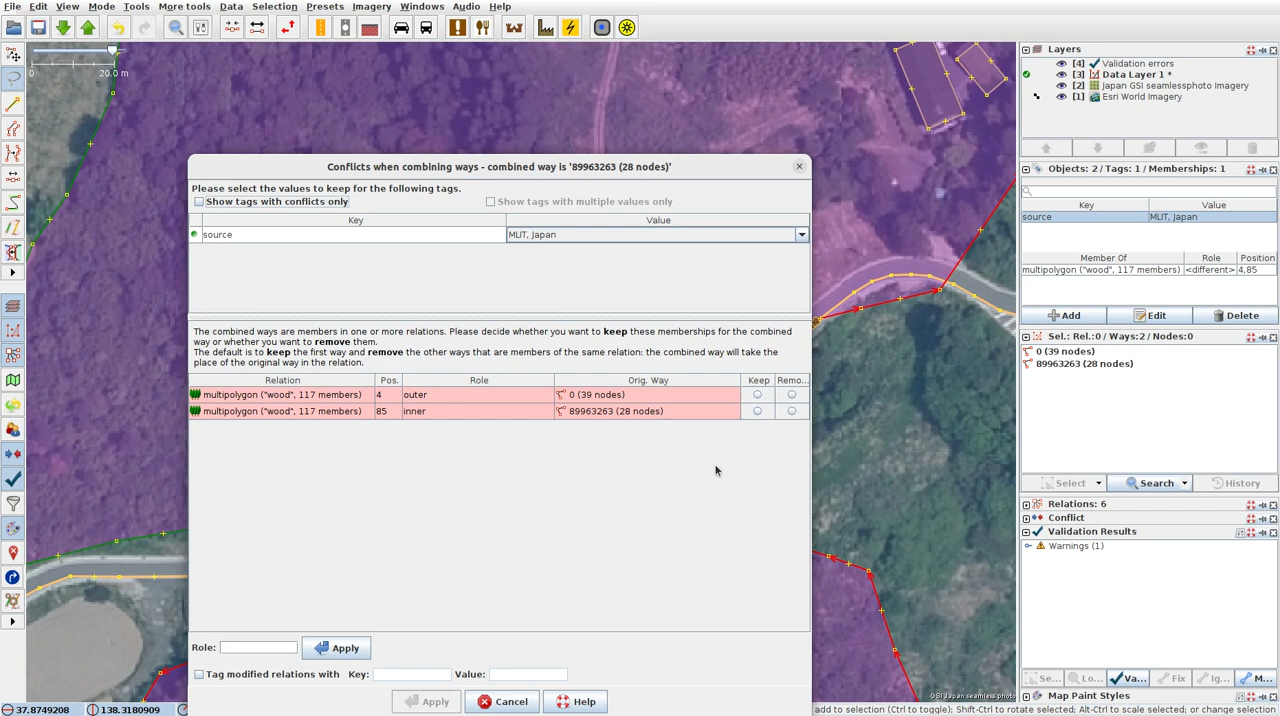 File Edit View Mode Tools More tools Data Selection Presets Imagery Windows Audio Help
0 20.0 m
Conflicts when combining ways - combined way is '89963263 (28 nodes)'
Please select the values to keep for the following tags.
Show tags with conflicts only Show tags with multiple values only
Key Value
source MLIT, Japan
The combined ways are members in one or more relations. Please decide whether you want to keep these memberships for the combined
way or whether you want to remove them.
The default is to keep the first way and remove the other ways that are members of the same relation: the combined way will take the
place of the original way in the relation.
Relation Pos. Role Orig. Way Keep Remo...
multipolygon ("wood", 117 members) 4 outer 0 (39 nodes)
multipolygon ("wood", 117 members) 85 inner 89963263 (28 nodes)
Role: Apply
Tag modified relations with Key: Value:
Apply Cancel Help
Layers
[4] Validation errors
[3] Data Layer 1 *
[2] Japan GSI seamlessphoto Imagery
[1] Esri World Imagery
Objects: 2 / Tags: 1 / Memberships: 1
Key Value
source MLIT, Japan
Member Of Role Position
multipolygon ("wood", 117 members) <different> 4,85
Add Edit Delete
Sel.: Rel.:0 / Ways:2 / Nodes:0
0 (39 nodes)
89963263 (28 nodes)
Select Search History
Relations: 6
Conflict
Validation Results
Warnings (1)
Se... Lo... Va... Fix Ig... M...
Map Paint Styles
GSI Japan seamless photo
37.8749208 138.3180909 add to selection (Ctrl to toggle); Shift-Ctrl to rotate selected; Alt-Ctrl to scale selected; or change selection